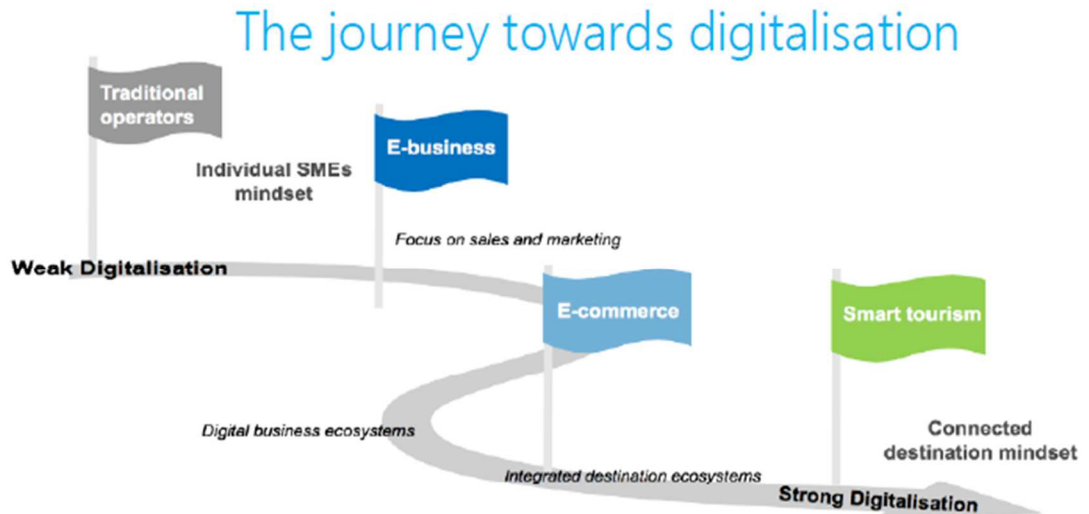 The journey towards digitalisation
Traditional
operators
E-business
Individual SMEs
mindset
Focus on sales and marketing
Weak Digitalisation
E-commerce
Smart tourism
Digital business ecosystems
Connected
destination mindset
Integrated destination ecosystems
Strong Digitalisation